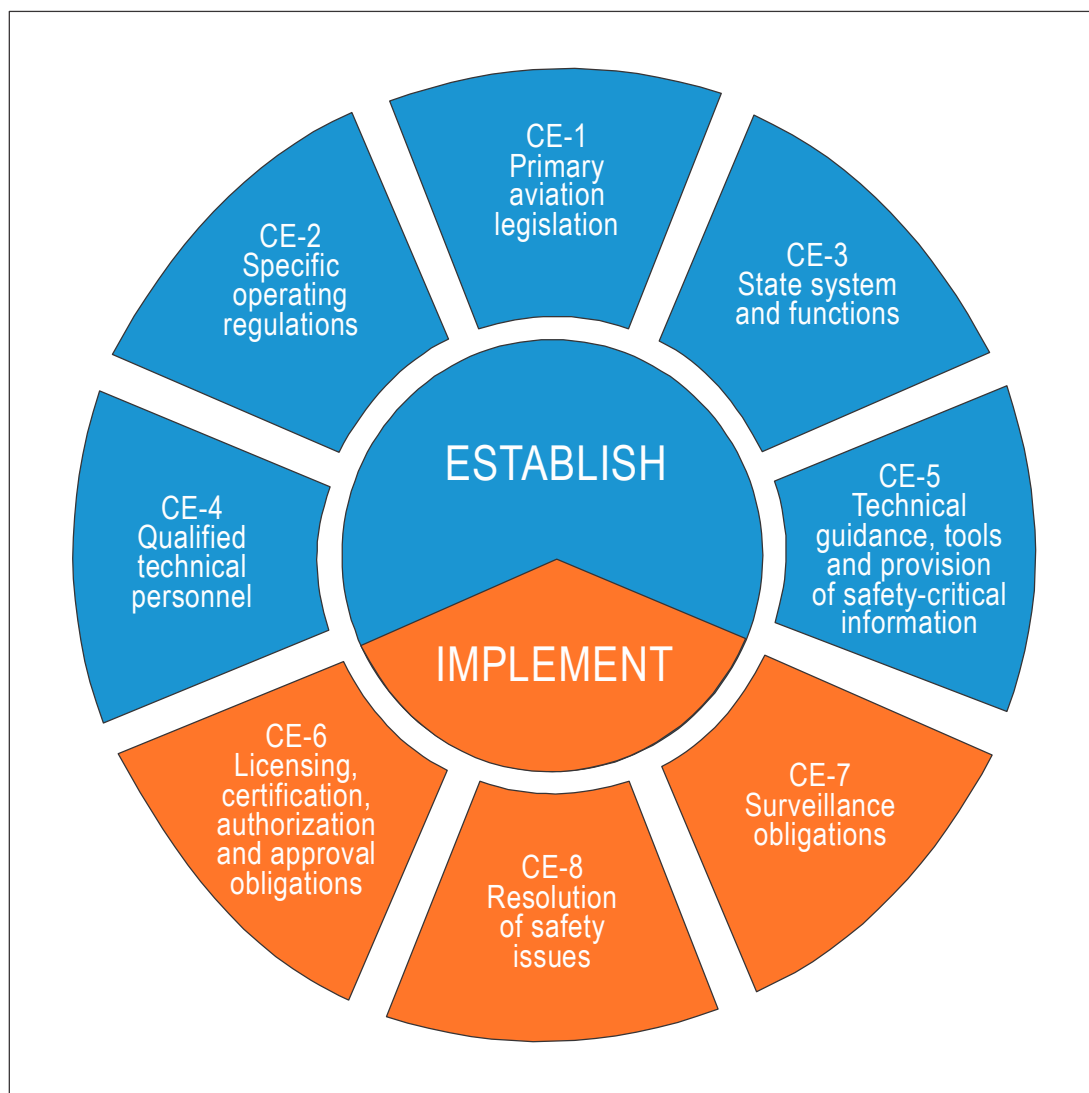 CE-1
Primary
aviation
legislation
CE-2
Specific
operating
regulations
CE-3
State system
and functions
CE-4
Qualified
technical
personnel
ESTABLISH
CE-5
Technical
guidance, tools
and provision
of safety-critical
information
IMPLEMENT
CE-6
Licensing,
certification,
authorization
and approval
obligations
CE-7
Surveillance
obligations
CE-8
Resolution
of safety
issues